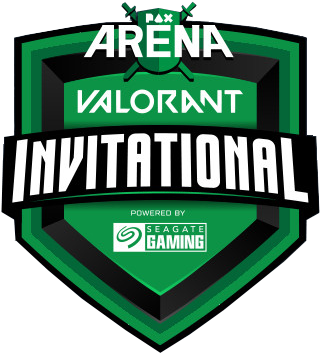 PAX
ARENA
VALORANT
INVITATIONAL
POWERED BY
SEAGATE
GAMING